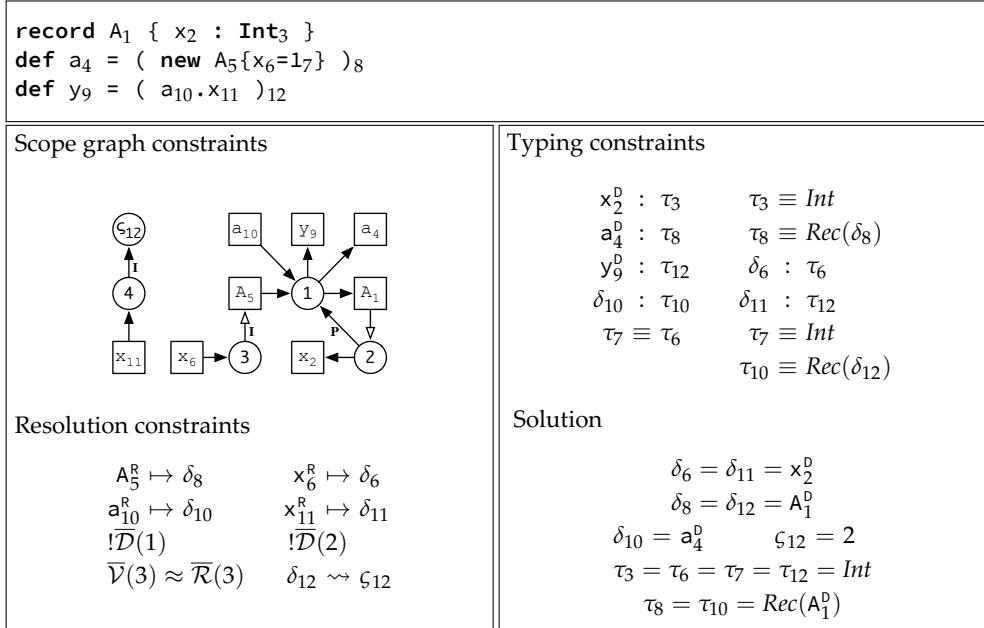 record A₁ { x₂ : Int₃ }
def a₄ = ( new A₅{x₆=1₇} )₈
def y₉ = ( a₁₀.x₁₁ )₁₂
Scope graph constraints
ς₁₂ a₁₀ y₉ a₄
I
4 A₅ 1 A₁
I P
x₁₁ x₆ 3 x₂ 2
Resolution constraints
A₅ᴿ ↦ δ₈ x₆ᴿ ↦ δ₆
a₁₀ᴿ ↦ δ₁₀ x₁₁ᴿ ↦ δ₁₁
!D̅(1) !D̅(2)
V̅(3) ≈ R̅(3) δ₁₂ ⇝ ς₁₂
Typing constraints
x₂ᴰ : τ₃ τ₃ ≡ Int
a₄ᴰ : τ₈ τ₈ ≡ Rec(δ₈)
y₉ᴰ : τ₁₂ δ₆ : τ₆
δ₁₀ : τ₁₀ δ₁₁ : τ₁₂
τ₇ ≡ τ₆ τ₇ ≡ Int
τ₁₀ ≡ Rec(δ₁₂)
Solution
δ₆ = δ₁₁ = x₂ᴰ
δ₈ = δ₁₂ = A₁ᴰ
δ₁₀ = a₄ᴰ ς₁₂ = 2
τ₃ = τ₆ = τ₇ = τ₁₂ = Int
τ₈ = τ₁₀ = Rec(A₁ᴰ)